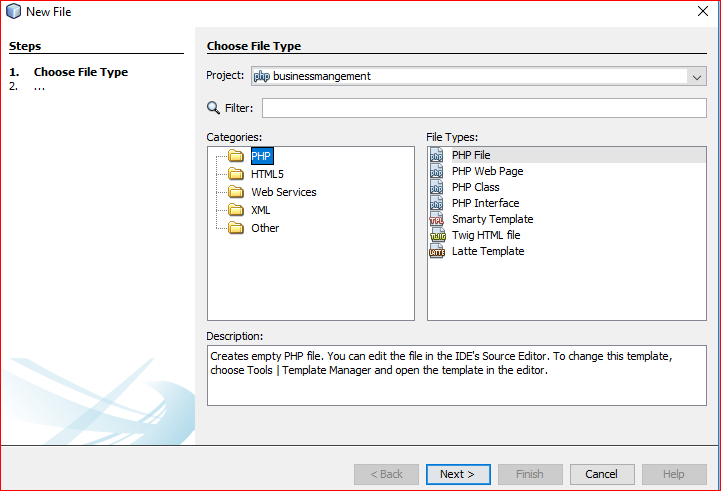 New File
Steps
1. Choose File Type
2. ...
Choose File Type
Project: php businessmangement
Filter:
Categories:
PHP
HTML5
Web Services
XML
Other
File Types:
PHP File
PHP Web Page
PHP Class
PHP Interface
Smarty Template
Twig HTML file
Latte Template
Description:
Creates empty PHP file. You can edit the file in the IDE's Source Editor. To change this template,
choose Tools | Template Manager and open the template in the editor.
< Back Next > Finish Cancel Help